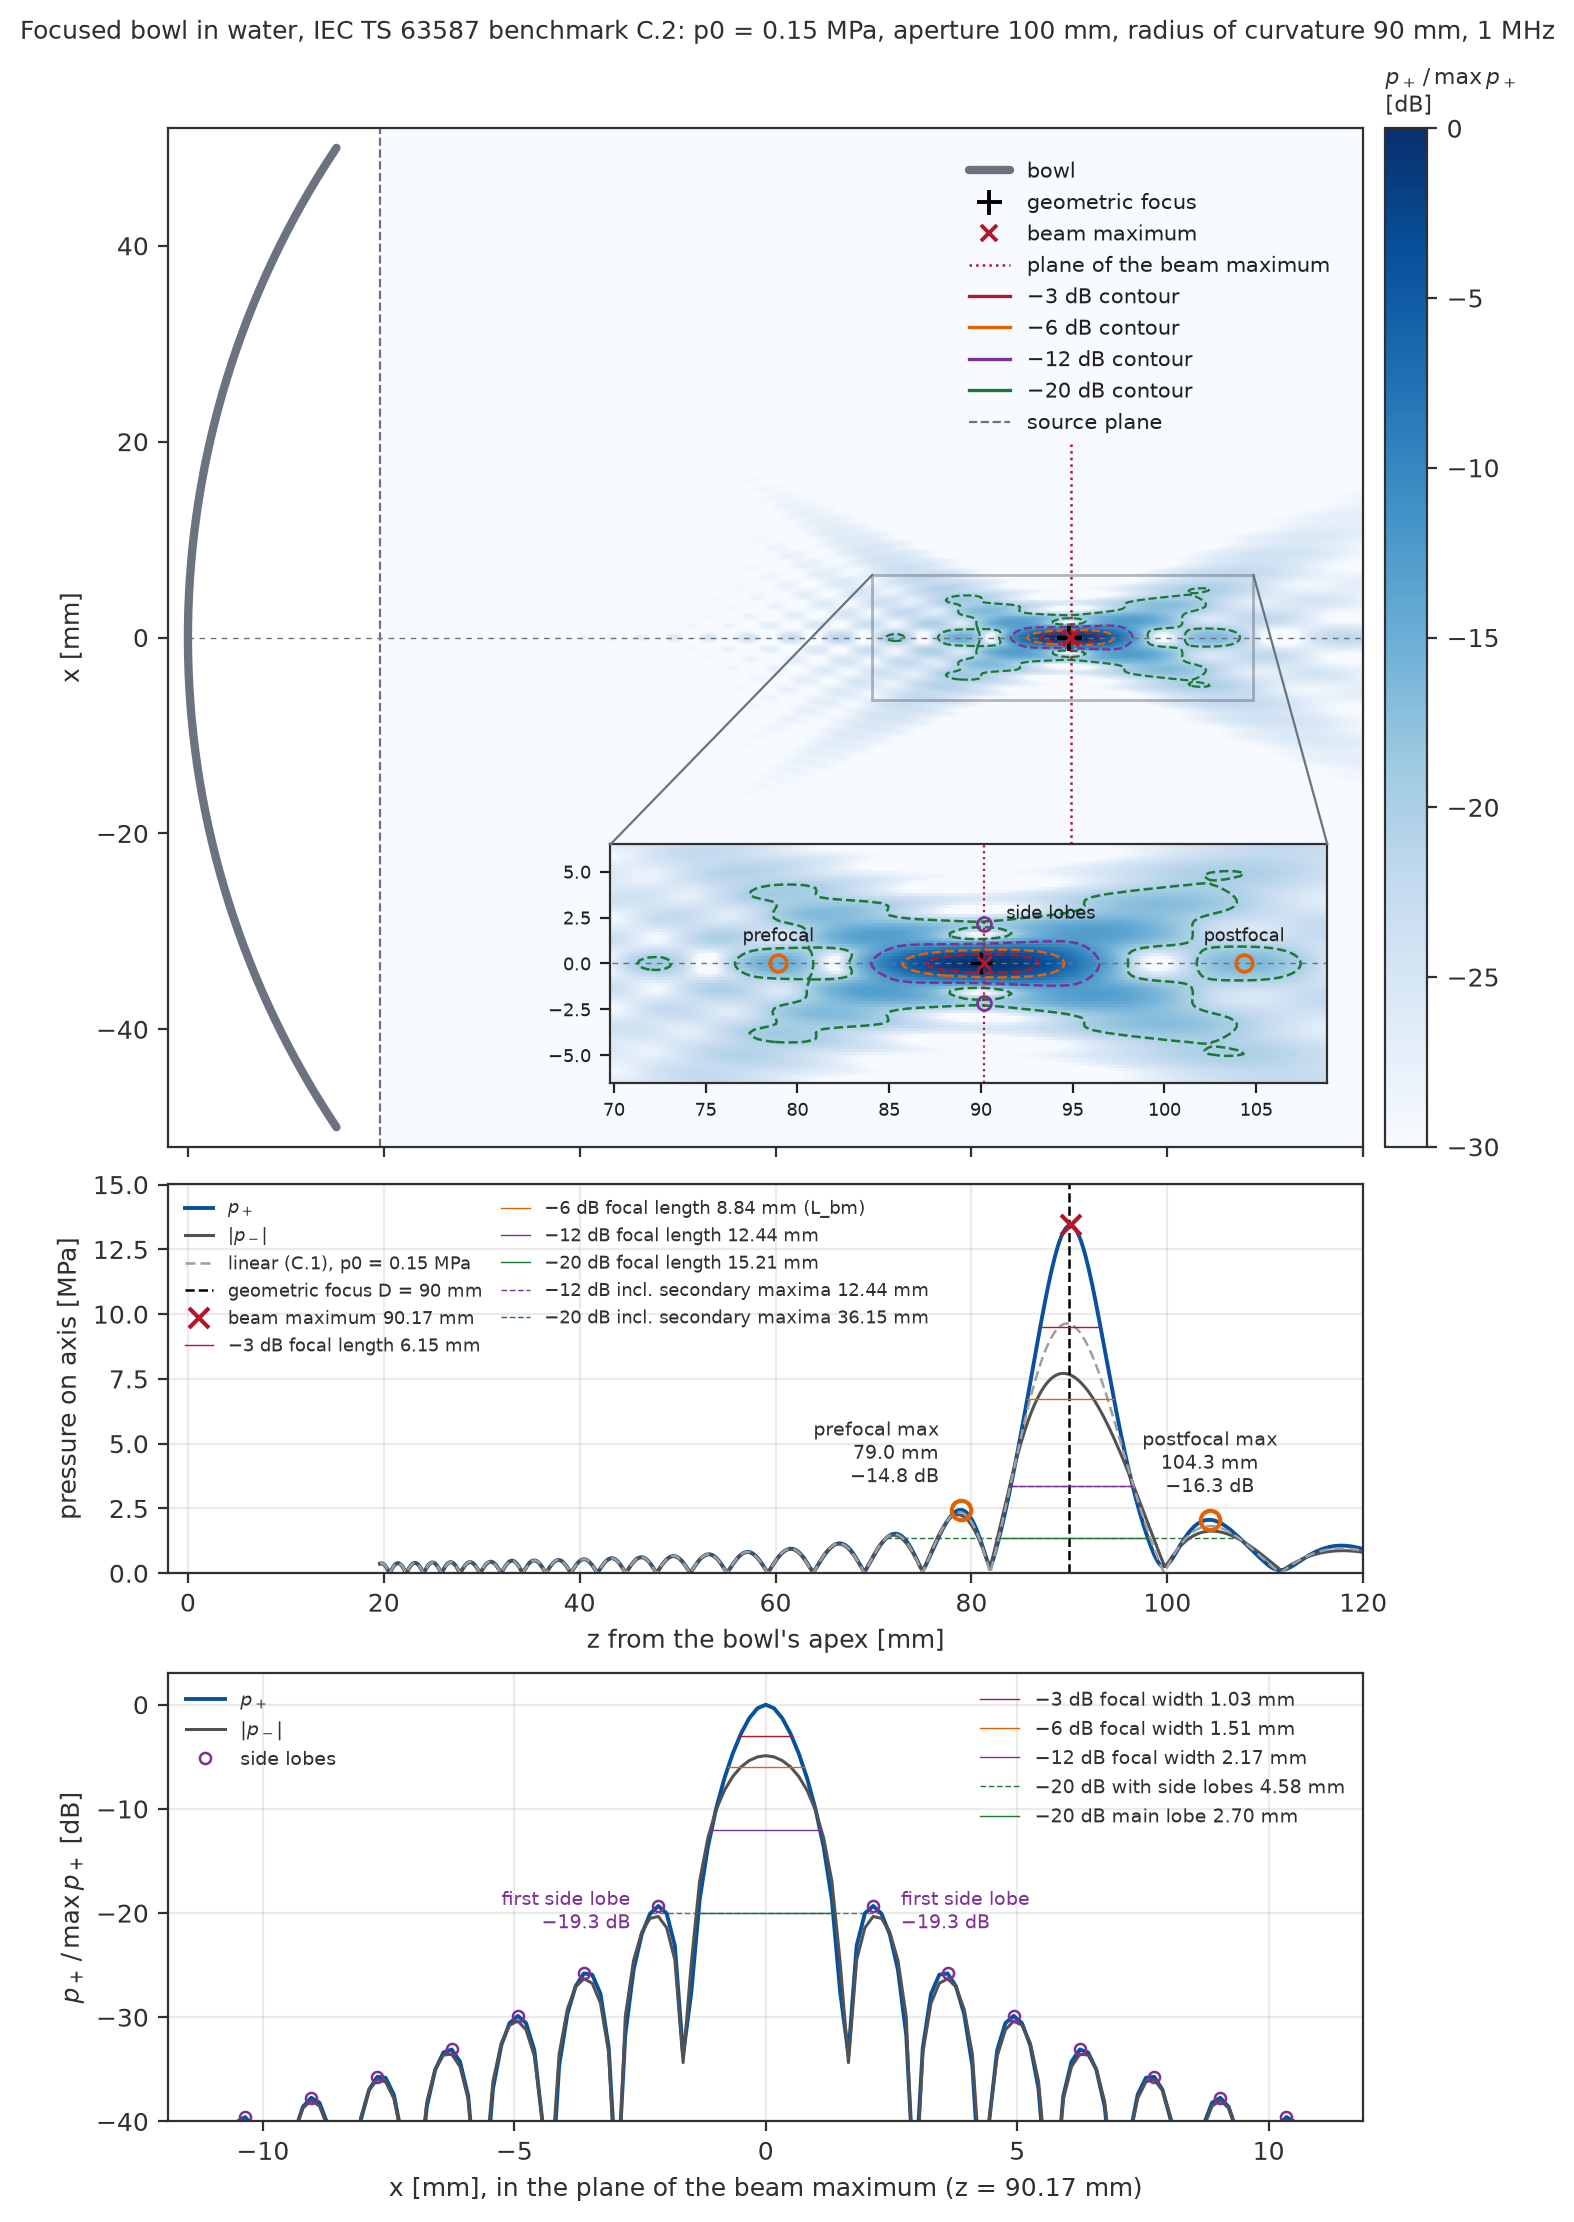 Focused bowl in water, IEC TS 63587 benchmark C.2: p0 = 0.15 MPa, aperture 100 mm, radius of curvature 90 mm, 1 MHz
p₊ / max p₊
[dB]
0
−5
−10
−15
−20
−25
−30
bowl
geometric focus
beam maximum
plane of the beam maximum
−3 dB contour
−6 dB contour
−12 dB contour
−20 dB contour
source plane
x [mm]
40
20
0
−20
−40
5.0
2.5
0.0
−2.5
−5.0
side lobes
prefocal
postfocal
70 75 80 85 90 95 100 105
pressure on axis [MPa]
15.0
12.5
10.0
7.5
5.0
2.5
0.0
p₊
|p₋|
linear (C.1), p0 = 0.15 MPa
geometric focus D = 90 mm
beam maximum 90.17 mm
−3 dB focal length 6.15 mm
−6 dB focal length 8.84 mm (L_bm)
−12 dB focal length 12.44 mm
−20 dB focal length 15.21 mm
−12 dB incl. secondary maxima 12.44 mm
−20 dB incl. secondary maxima 36.15 mm
prefocal max
79.0 mm
−14.8 dB
postfocal max
104.3 mm
−16.3 dB
0 20 40 60 80 100 120
z from the bowl's apex [mm]
p₊ / max p₊ [dB]
0
−10
−20
−30
−40
p₊
|p₋|
side lobes
−3 dB focal width 1.03 mm
−6 dB focal width 1.51 mm
−12 dB focal width 2.17 mm
−20 dB with side lobes 4.58 mm
−20 dB main lobe 2.70 mm
first side lobe
−19.3 dB
first side lobe
−19.3 dB
−10 −5 0 5 10
x [mm], in the plane of the beam maximum (z = 90.17 mm)